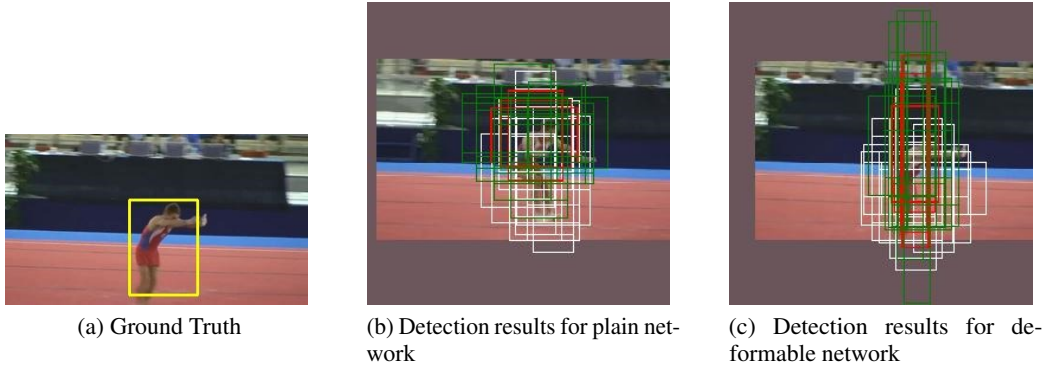 (a) Ground Truth
(b) Detection results for plain net-
work
(c) Detection results for de-
formable network